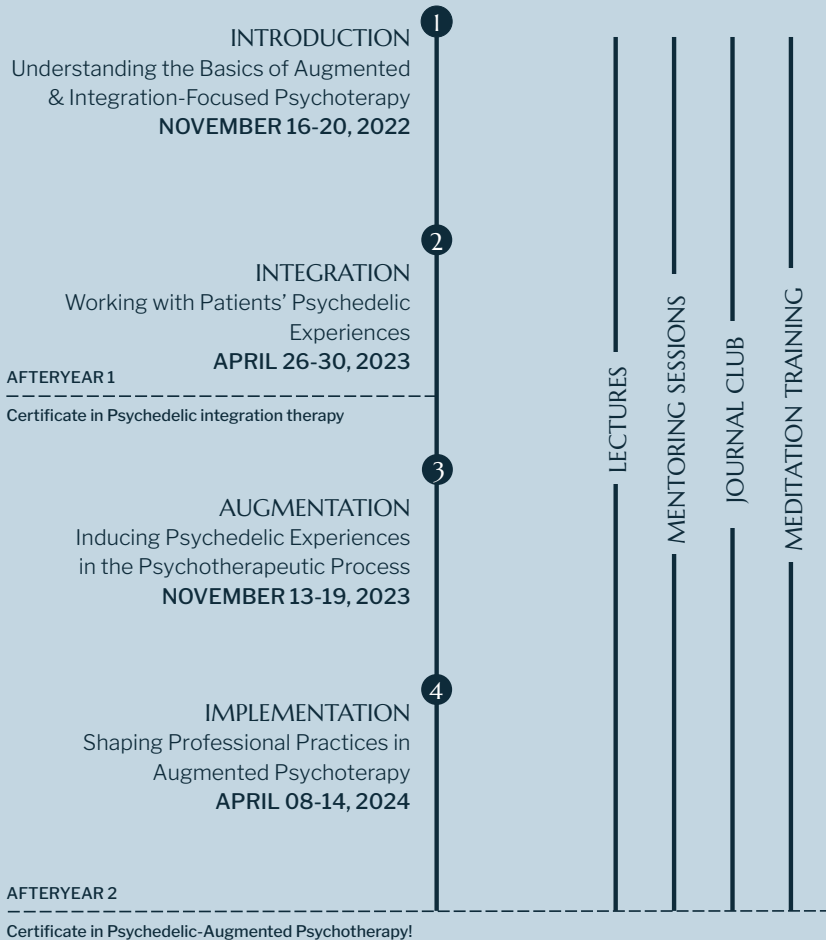 1
INTRODUCTION
Understanding the Basics of Augmented
& Integration-Focused Psychoterapy
NOVEMBER 16-20, 2022
2
INTEGRATION
Working with Patients’ Psychedelic
Experiences
APRIL 26-30, 2023
AFTERYEAR 1
Certificate in Psychedelic integration therapy
3
AUGMENTATION
Inducing Psychedelic Experiences
in the Psychotherapeutic Process
NOVEMBER 13-19, 2023
4
IMPLEMENTATION
Shaping Professional Practices in
Augmented Psychoterapy
APRIL 08-14, 2024
AFTERYEAR 2
Certificate in Psychedelic-Augmented Psychotherapy!
LECTURES
MENTORING SESSIONS
JOURNAL CLUB
MEDITATION TRAINING